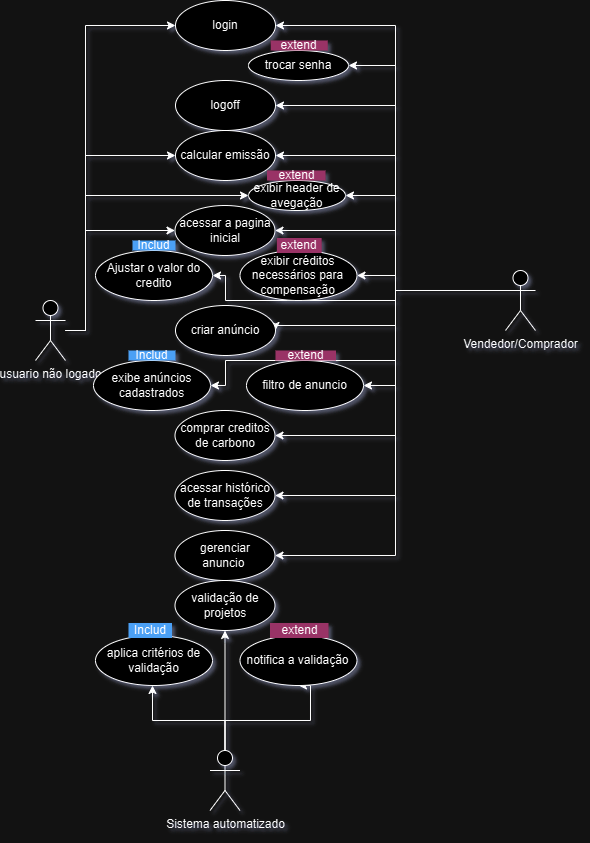 login
extend
trocar senha
logoff
calcular emissão
extend
exibir header de
avegação
acessar a pagina
inicial
Includ
extend
Ajustar o valor do
credito
exibir créditos
necessários para
compensação
criar anúncio
Vendedor/Comprador
usuario não logado
Includ
extend
exibe anúncios
cadastrados
filtro de anuncio
comprar creditos
de carbono
acessar histórico
de transações
gerenciar
anuncio
validação de
projetos
Includ
extend
aplica critérios de
validação
notifica a validação
Sistema automatizado